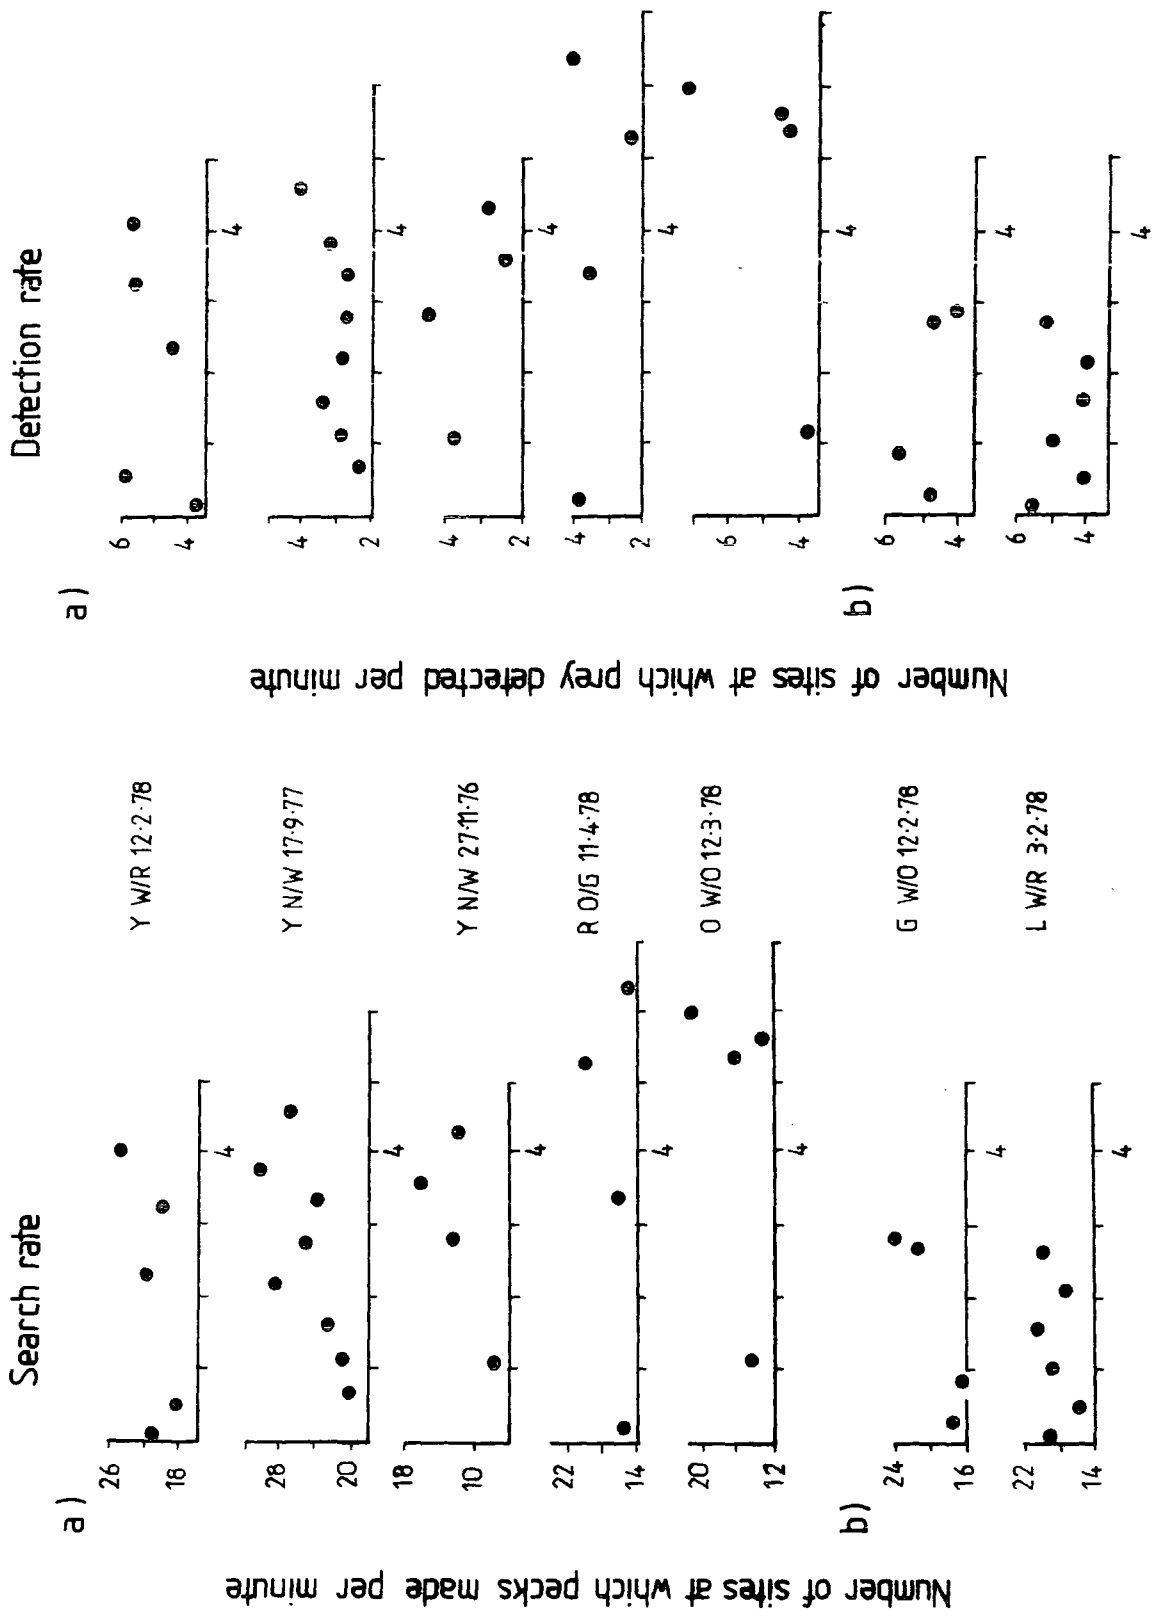 Search rate
Detection rate
a)
26
18
4
Y W/R 12·2·78
28
20
4
Y N/W 17·9·77
18
10
4
Y N/W 27·11·76
22
14
4
R O/G 11·4·78
20
12
4
O W/O 12·3·78
b)
24
16
4
G W/O 12·2·78
22
14
4
L W/R 3·2·78
Number of sites at which pecks made per minute
a)
6
4
4
4
2
4
4
2
4
4
2
4
6
4
4
b)
6
4
4
6
4
4
Number of sites at which prey detected per minute